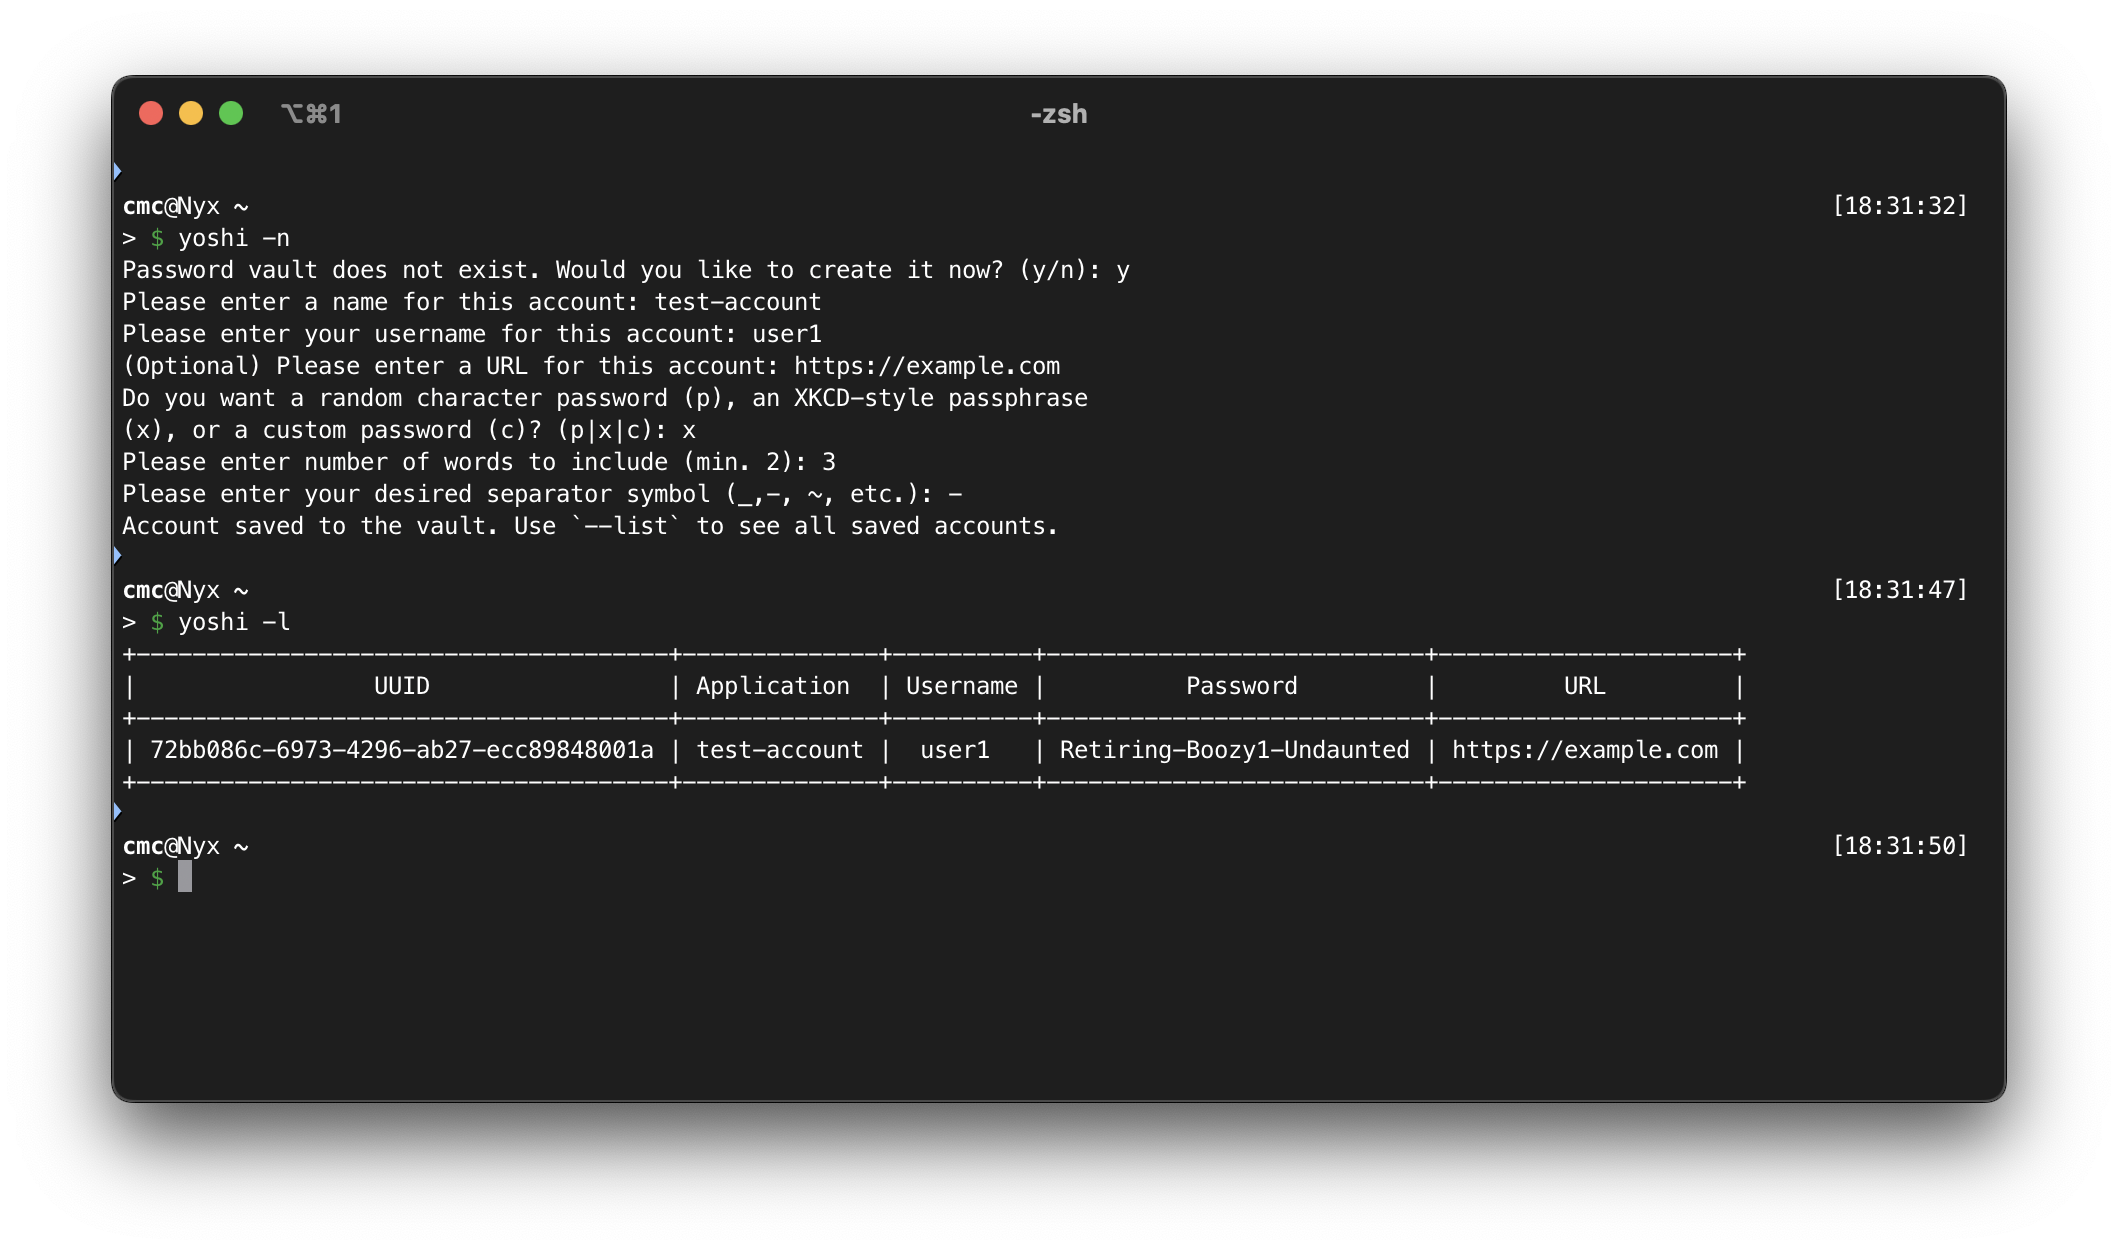 ⌥⌘1
-zsh
cmc@Nyx ~ [18:31:32]
> $ yoshi -n
Password vault does not exist. Would you like to create it now? (y/n): y
Please enter a name for this account: test-account
Please enter your username for this account: user1
(Optional) Please enter a URL for this account: https://example.com
Do you want a random character password (p), an XKCD-style passphrase
(x), or a custom password (c)? (p|x|c): x
Please enter number of words to include (min. 2): 3
Please enter your desired separator symbol (_,-, ~, etc.): -
Account saved to the vault. Use `--list` to see all saved accounts.
cmc@Nyx ~ [18:31:47]
> $ yoshi -l
+----------------------------------------+--------------+----------+---------------------------+---------------------+
| UUID | Application | Username | Password | URL |
+----------------------------------------+--------------+----------+---------------------------+---------------------+
| 72bb086c-6973-4296-ab27-ecc89848001a | test-account | user1 | Retiring-Boozy1-Undaunted | https://example.com |
+----------------------------------------+--------------+----------+---------------------------+---------------------+
cmc@Nyx ~ [18:31:50]
> $